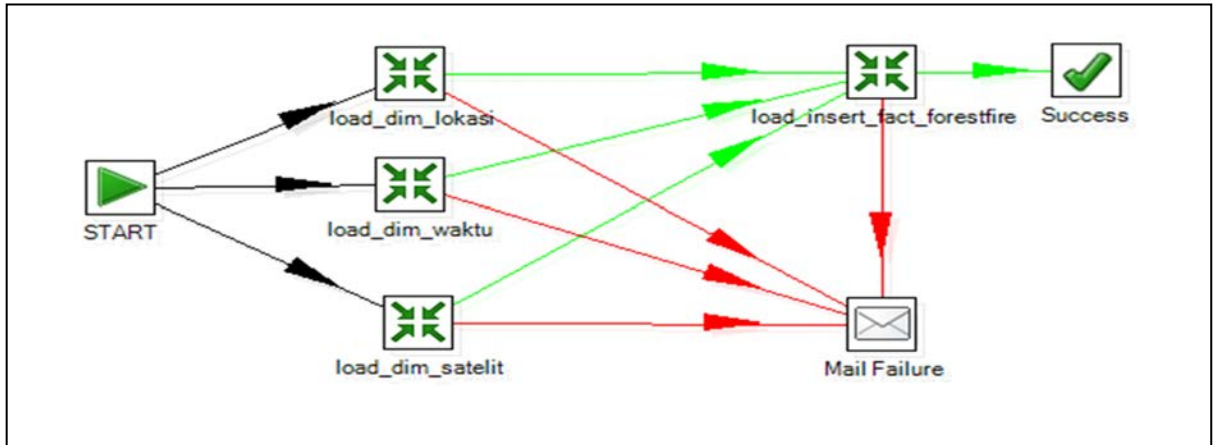 load_dim_lokasi
load_insert_fact_forestfire
Success
START
load_dim_waktu
load_dim_satelit
Mail Failure